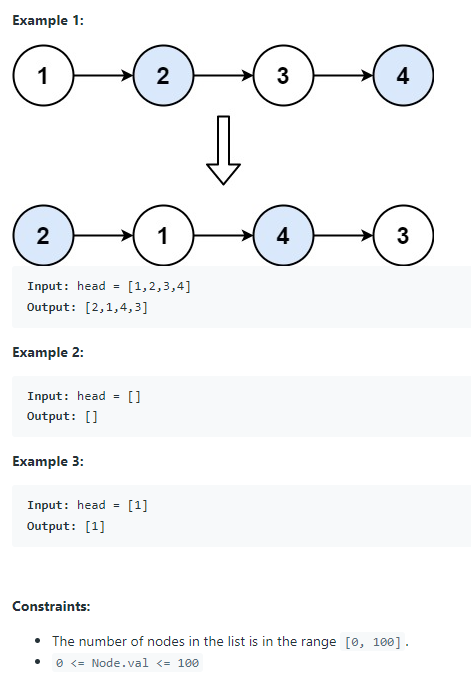 Example 1:
1 2 3 4
2 1 4 3
Input: head = [1,2,3,4]
Output: [2,1,4,3]
Example 2:
Input: head = []
Output: []
Example 3:
Input: head = [1]
Output: [1]
Constraints:
• The number of nodes in the list is in the range [0, 100].
• 0 <= Node.val <= 100